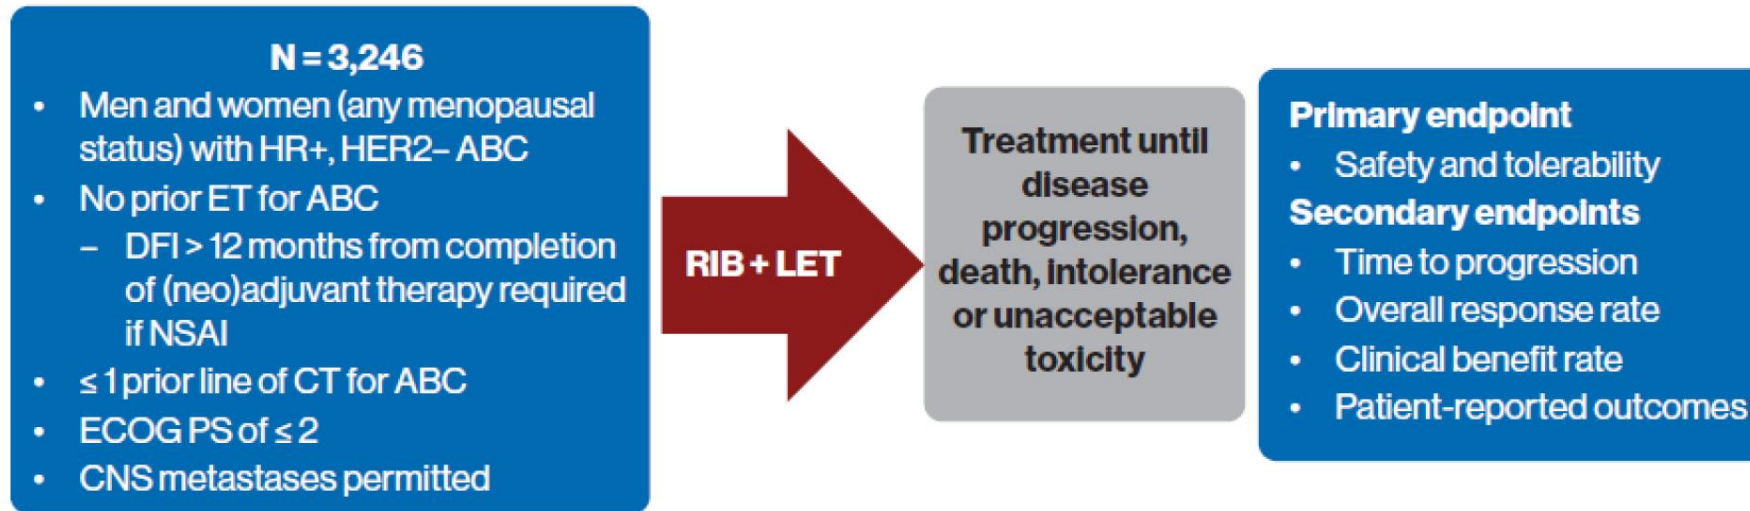 N = 3,246
• Men and women (any menopausal
status) with HR+, HER2– ABC
• No prior ET for ABC
– DFI > 12 months from completion
of (neo)adjuvant therapy required
if NSAI
• ≤ 1 prior line of CT for ABC
• ECOG PS of ≤ 2
• CNS metastases permitted
RIB + LET
Treatment until
disease
progression,
death, intolerance
or unacceptable
toxicity
Primary endpoint
• Safety and tolerability
Secondary endpoints
• Time to progression
• Overall response rate
• Clinical benefit rate
• Patient-reported outcomes